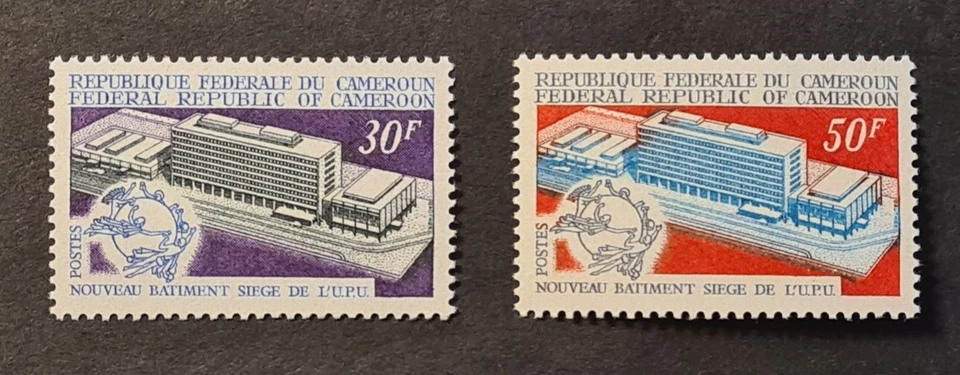 REPUBLIQUE FEDERALE DU CAMEROUN
FEDERAL REPUBLIC OF CAMEROON
30F
POSTES
NOUVEAU BATIMENT SIEGE DE L'U.P.U.
REPUBLIQUE FEDERALE DU CAMEROUN
FEDERAL REPUBLIC OF CAMEROON
50F
POSTES
NOUVEAU BATIMENT SIEGE DE L'U.P.U.